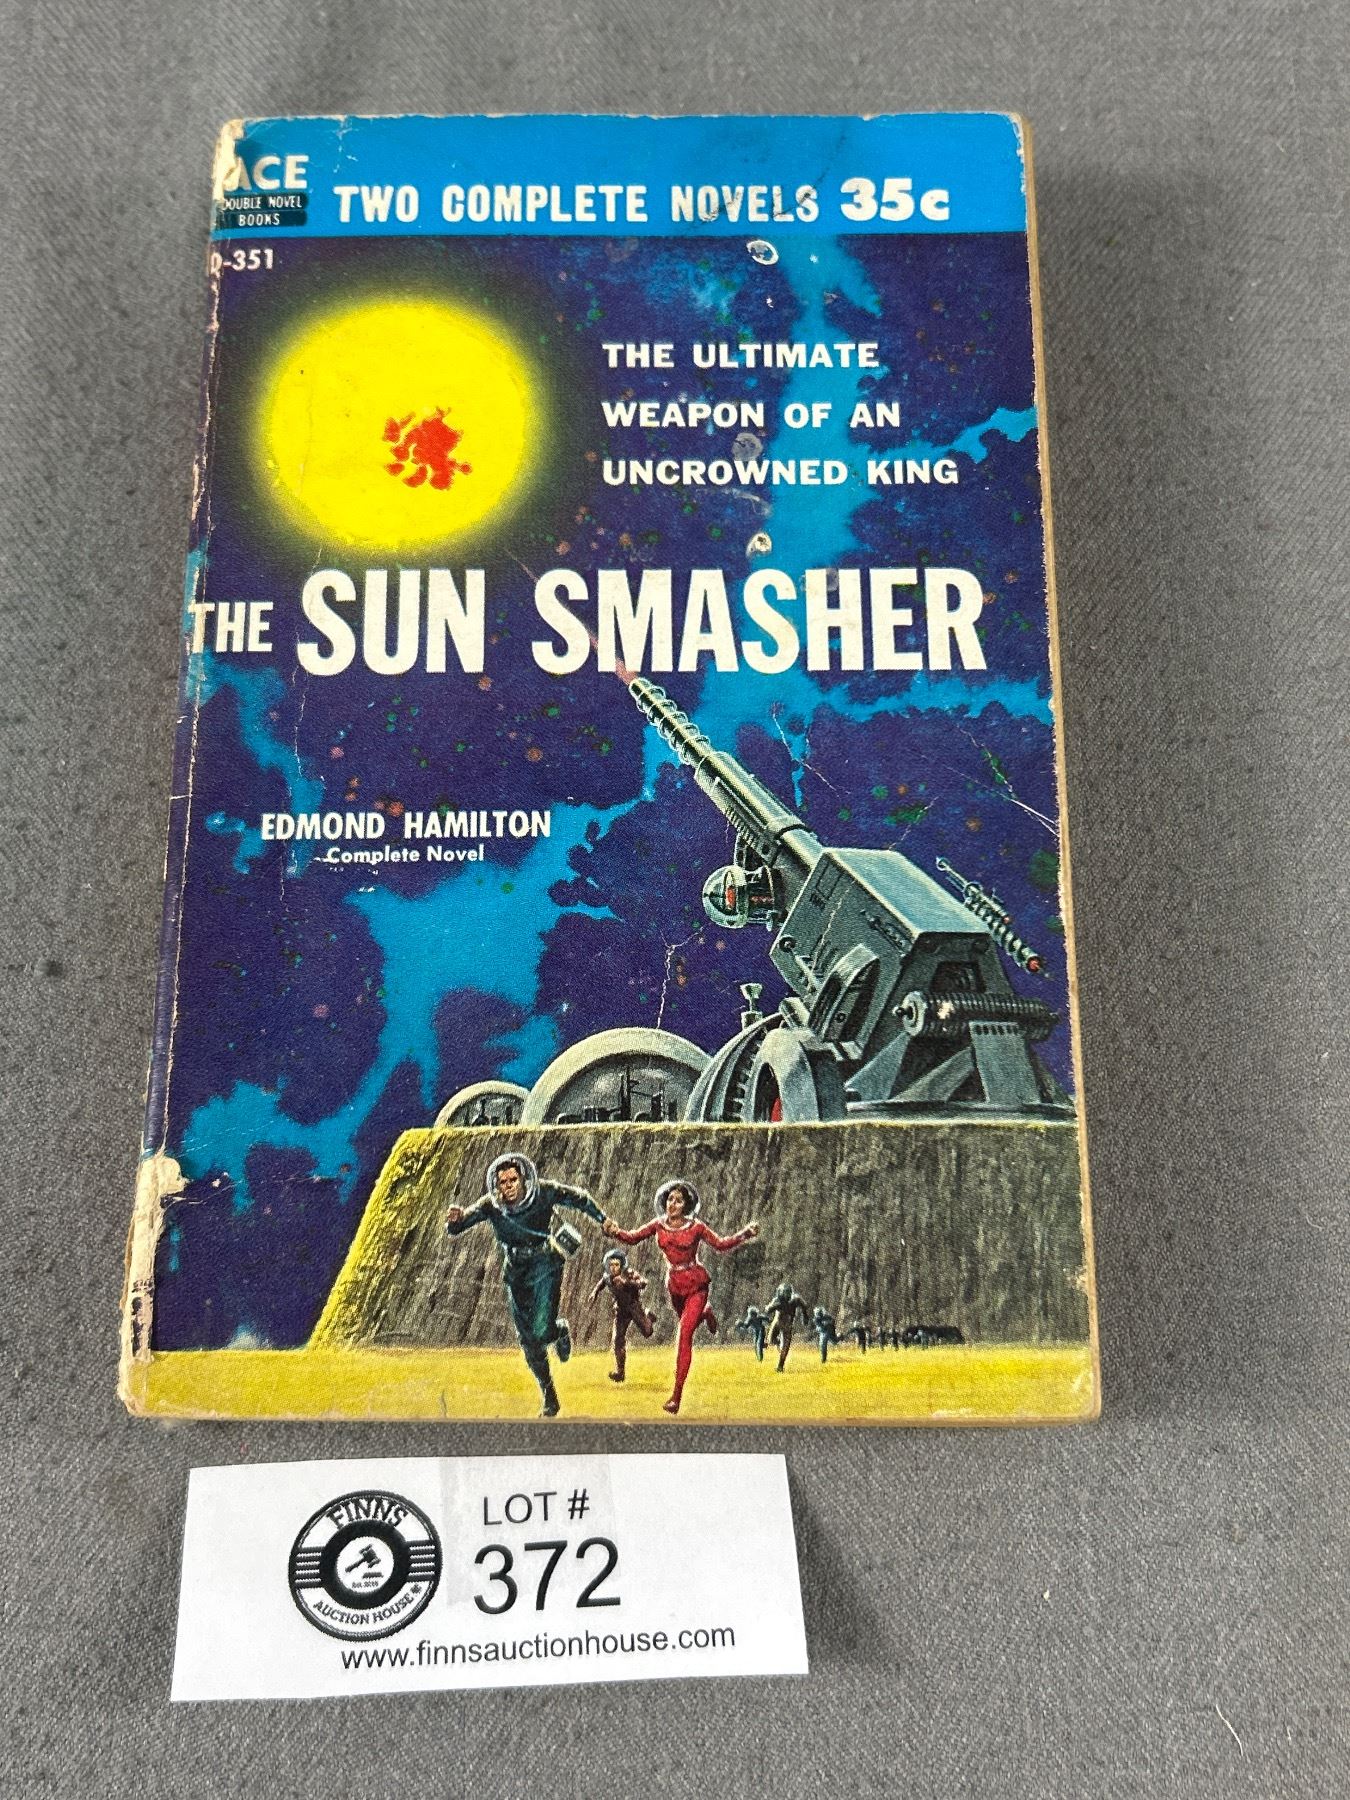 ACE
DOUBLE NOVEL
BOOKS
TWO COMPLETE NOVELS 35c
D-351
THE ULTIMATE
WEAPON OF AN
UNCROWNED KING
THE SUN SMASHER
EDMOND HAMILTON
Complete Novel
FINNS
AUCTION HOUSE
LOT #
372
www.finnsauctionhouse.com